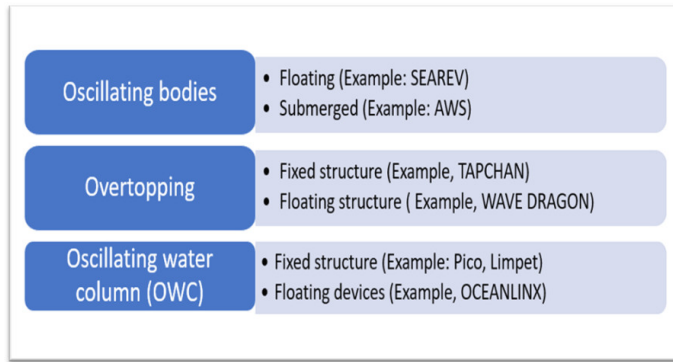 Oscillating bodies
• Floating (Example: SEAREV)
• Submerged (Example: AWS)
Overtopping
• Fixed structure (Example, TAPCHAN)
• Floating structure ( Example, WAVE DRAGON)
Oscillating water
column (OWC)
• Fixed structure (Example: Pico, Limpet)
• Floating devices (Example, OCEANLINX)